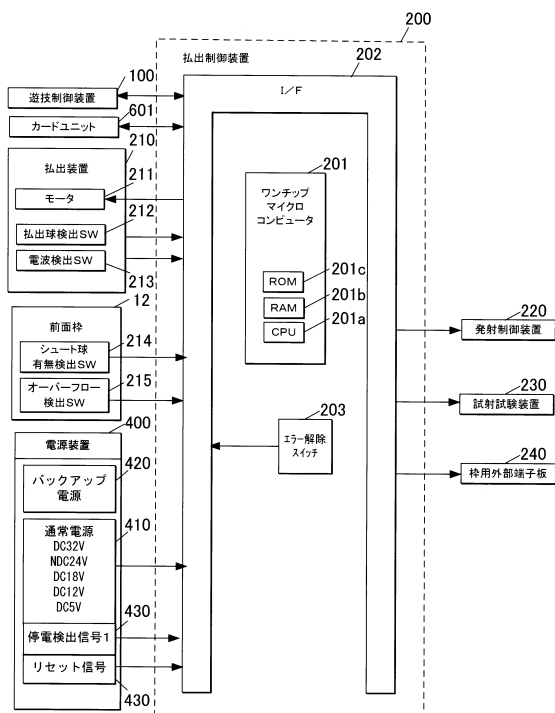 200
払出制御装置
202
I/F
100
遊技制御装置
601
カードユニット
210
払出装置
211
モータ
212
払出球検出SW
電波検出SW
213
12
前面枠
214
シュート球
有無検出SW
215
オーバーフロー
検出SW
400
電源装置
420
バックアップ
電源
410
通常電源
DC32V
NDC24V
DC18V
DC12V
DC5V
430
停電検出信号1
リセット信号
430
201
ワンチップ
マイクロ
コンピュータ
ROM
201c
RAM
201b
CPU
201a
203
エラー解除
スイッチ
220
発射制御装置
230
試射試験装置
240
枠用外部端子板